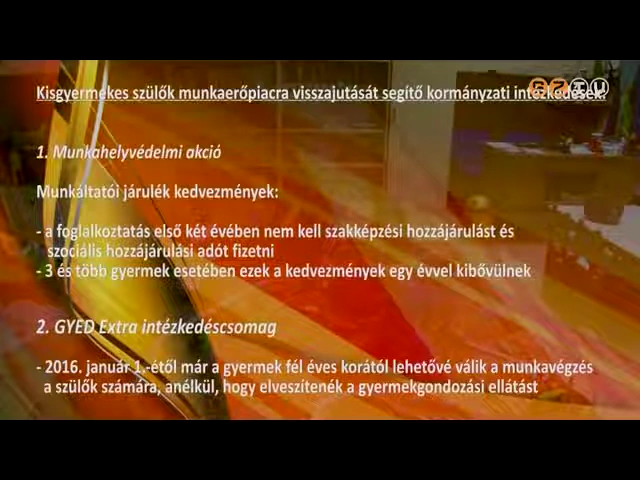 Kisgyermekes szülők munkaerőpiacra visszajutását segítő kormányzati intézkedések:
1. Munkahelyvédelmi akció
Munkáltatói járulék kedvezmények:
- a foglalkoztatás első két évében nem kell szakképzési hozzájárulást és
szociális hozzájárulási adót fizetni
- 3 és több gyermek esetében ezek a kedvezmények egy évvel kibővülnek
2. GYED Extra intézkedéscsomag
- 2016. január 1.-étől már a gyermek fél éves korától lehetővé válik a munkavégzés
a szülők számára, anélkül, hogy elveszítenék a gyermekgondozási ellátást